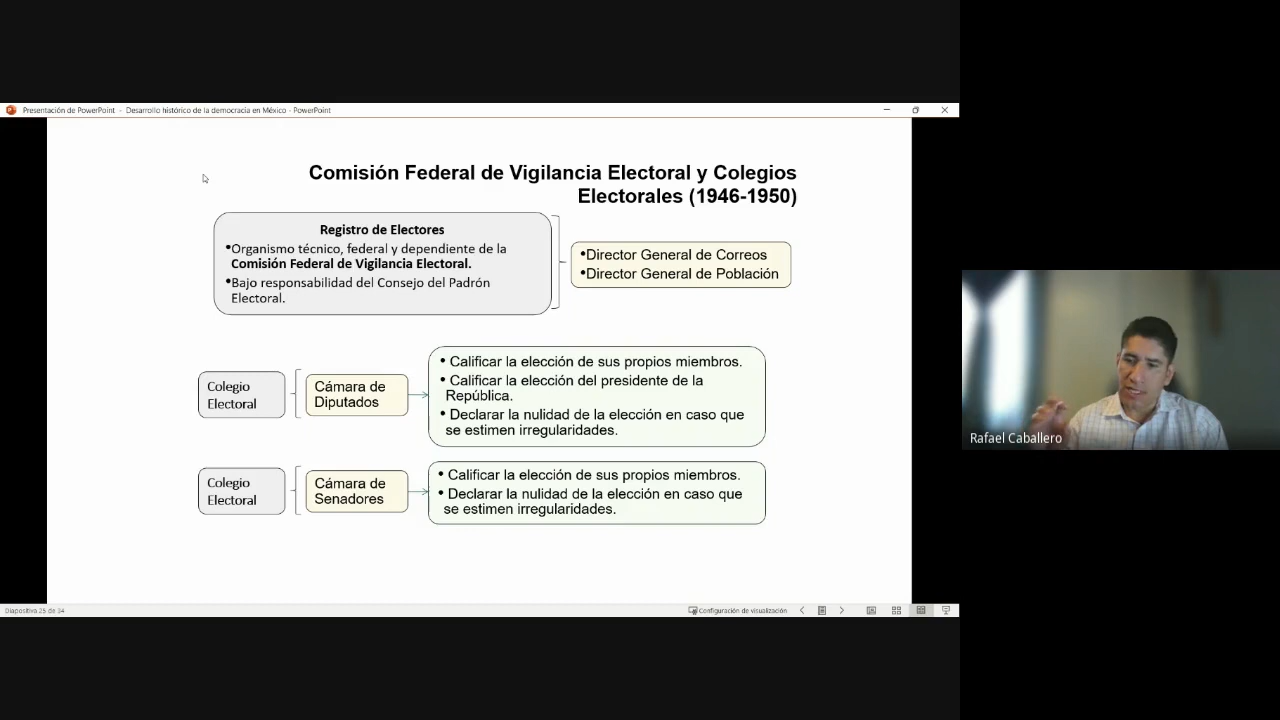 Presentación de PowerPoint - Desarrollo histórico de la democracia en México - PowerPoint
Comisión Federal de Vigilancia Electoral y Colegios
Electorales (1946-1950)
Registro de Electores
•Organismo técnico, federal y dependiente de la
Comisión Federal de Vigilancia Electoral.
•Bajo responsabilidad del Consejo del Padrón
Electoral.
•Director General de Correos
•Director General de Población
Colegio
Electoral
Cámara de
Diputados
• Calificar la elección de sus propios miembros.
• Calificar la elección del presidente de la
República.
• Declarar la nulidad de la elección en caso que
se estimen irregularidades.
Colegio
Electoral
Cámara de
Senadores
• Calificar la elección de sus propios miembros.
• Declarar la nulidad de la elección en caso que
se estimen irregularidades.
Rafael Caballero
Diapositiva 25 de 34
Configuración de visualización